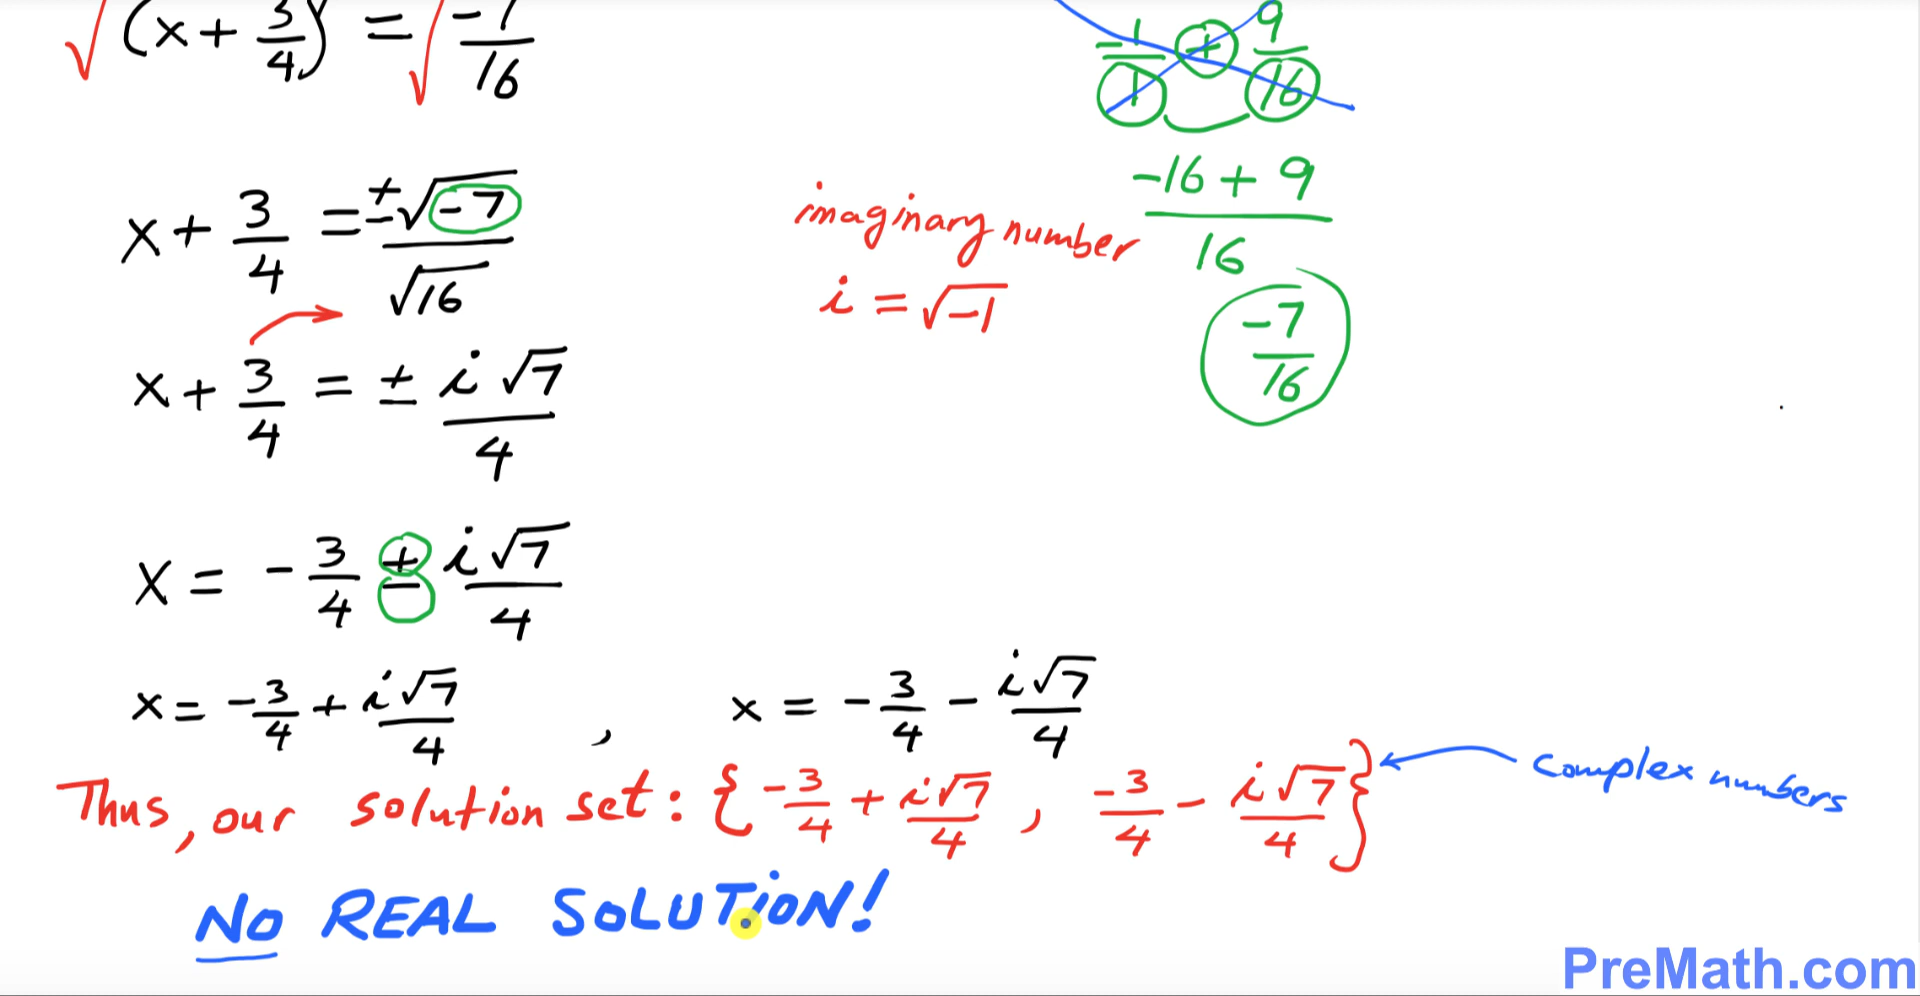 √(x + 3/4) = √-7/16
-1/1 + 9/16
-16 + 9 / 16
-7/16
x + 3/4 = ±√-7 / √16
imaginary number
i = √-1
x + 3/4 = ± i√7 / 4
x = - 3/4 ± i√7 / 4
x = -3/4 + i√7 / 4 , x = -3/4 - i√7 / 4
Thus, our solution set: { -3/4 + i√7 / 4 , -3/4 - i√7 / 4 }
complex numbers
NO REAL SOLUTION!
PreMath.com